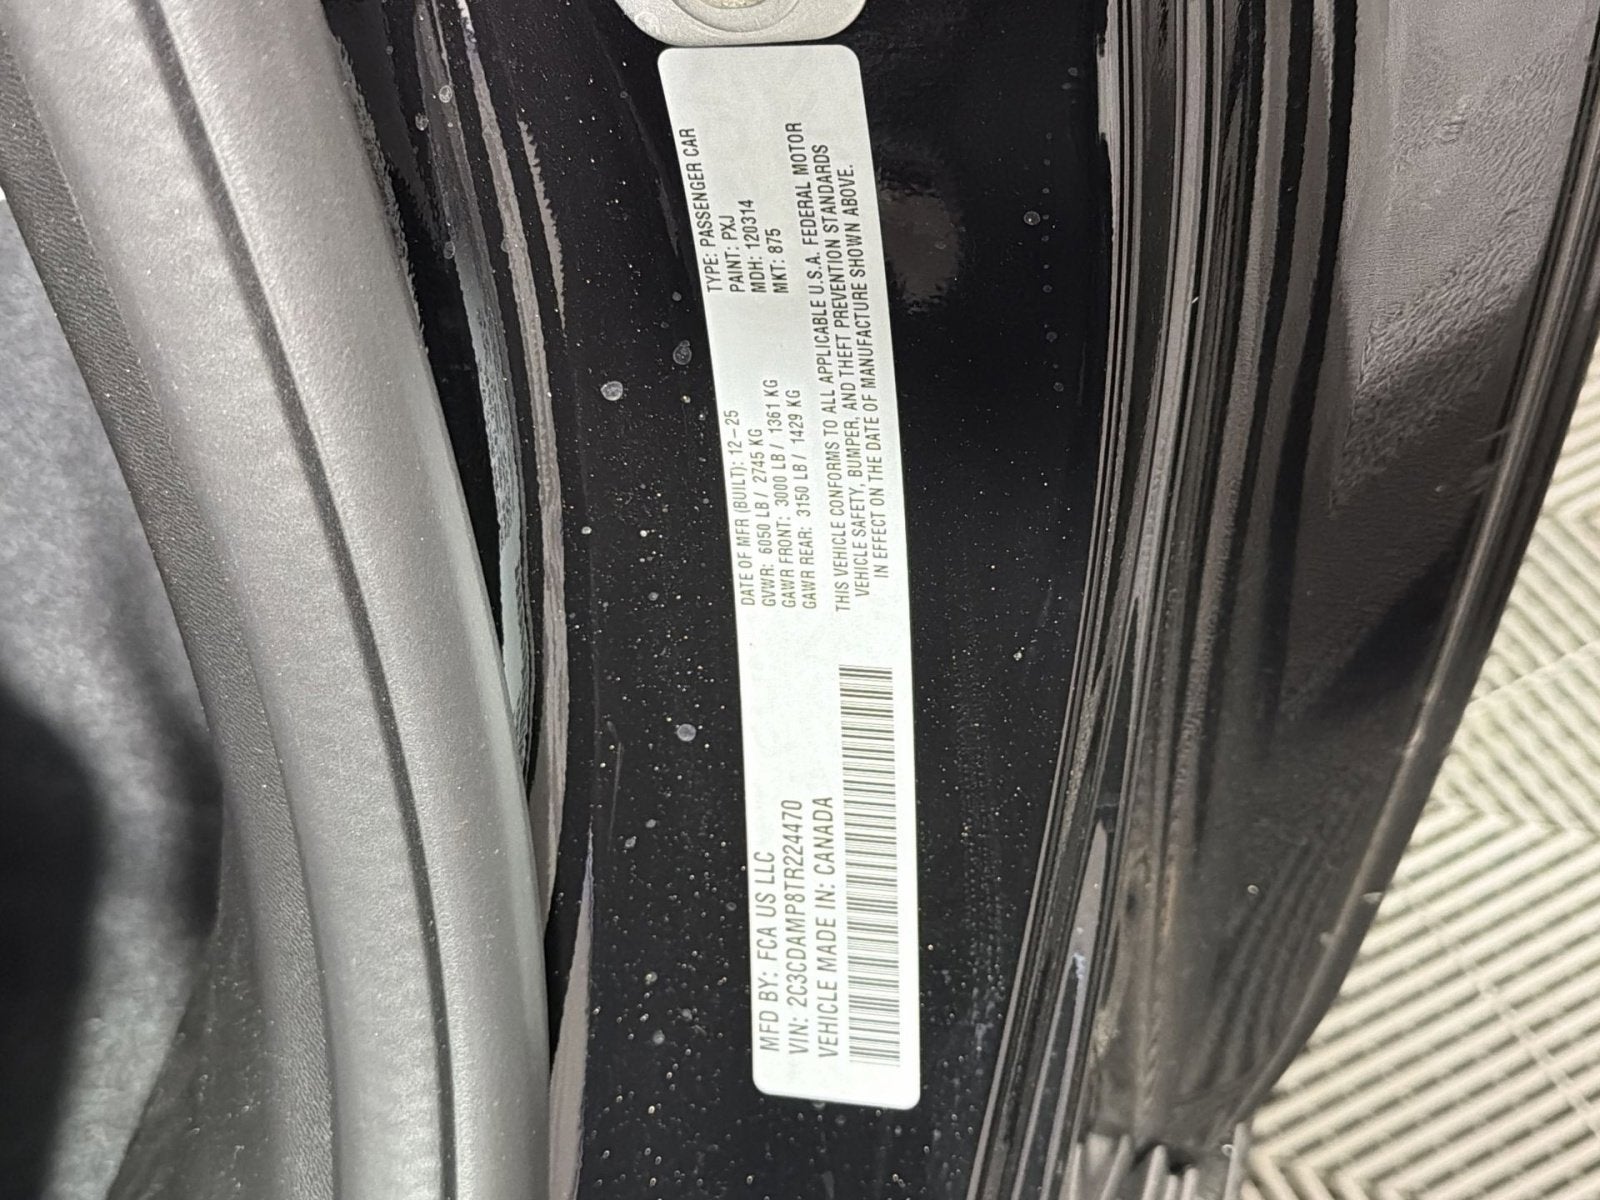 MFD BY: FCA US LLC
VIN: 2C3CDAMP8TR224470
VEHICLE MADE IN: CANADA
DATE OF MFR (BUILT): 12-25
GVWR: 6050 LB / 2745 KG
GAWR FRONT: 3000 LB / 1361 KG
GAWR REAR: 3150 LB / 1429 KG
TYPE: PASSENGER CAR
PAINT: PXJ
MDH: 120314
MKT: 875
THIS VEHICLE CONFORMS TO ALL APPLICABLE U.S.A. FEDERAL MOTOR
VEHICLE SAFETY, BUMPER, AND THEFT PREVENTION STANDARDS
IN EFFECT ON THE DATE OF MANUFACTURE SHOWN ABOVE.